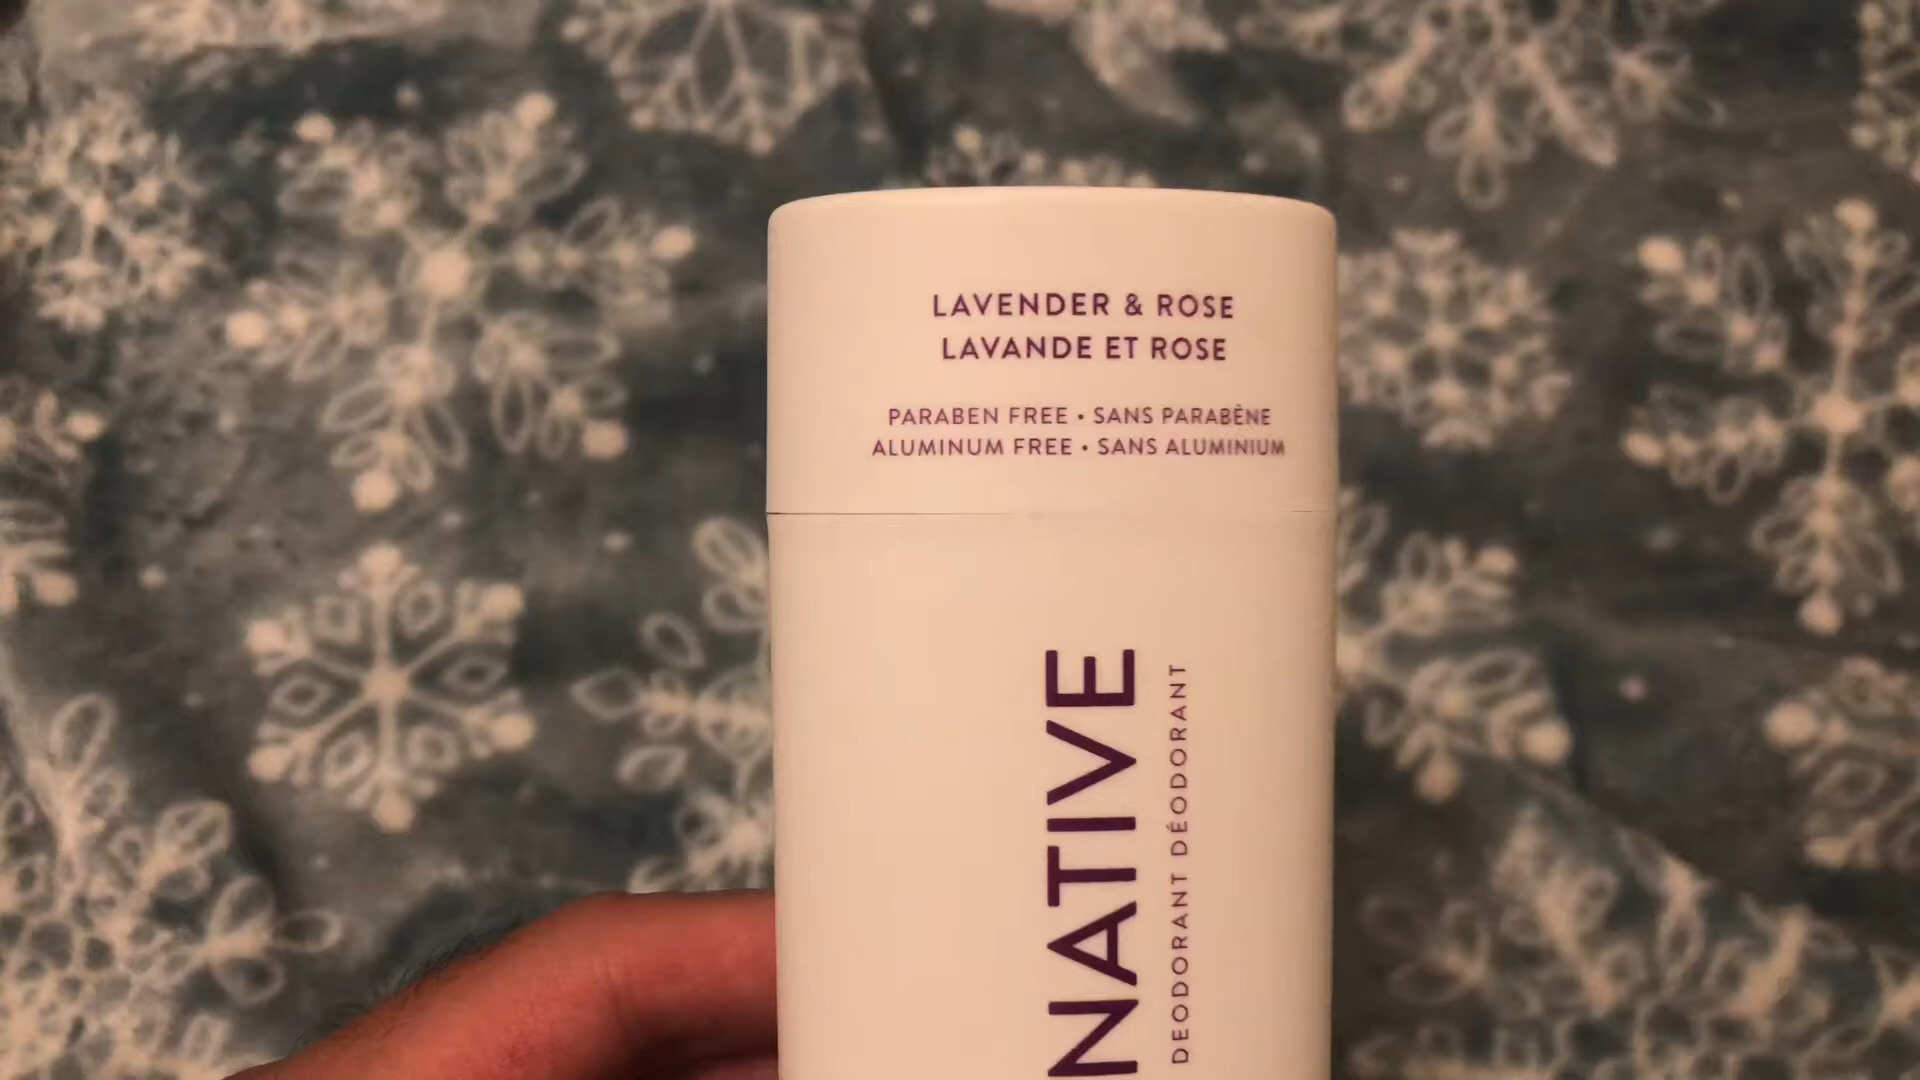 LAVENDER & ROSE
LAVANDE ET ROSE
PARABEN FREE • SANS PARABÈNE
ALUMINUM FREE • SANS ALUMINIUM
NATIVE
DEODORANT DÉODORANT